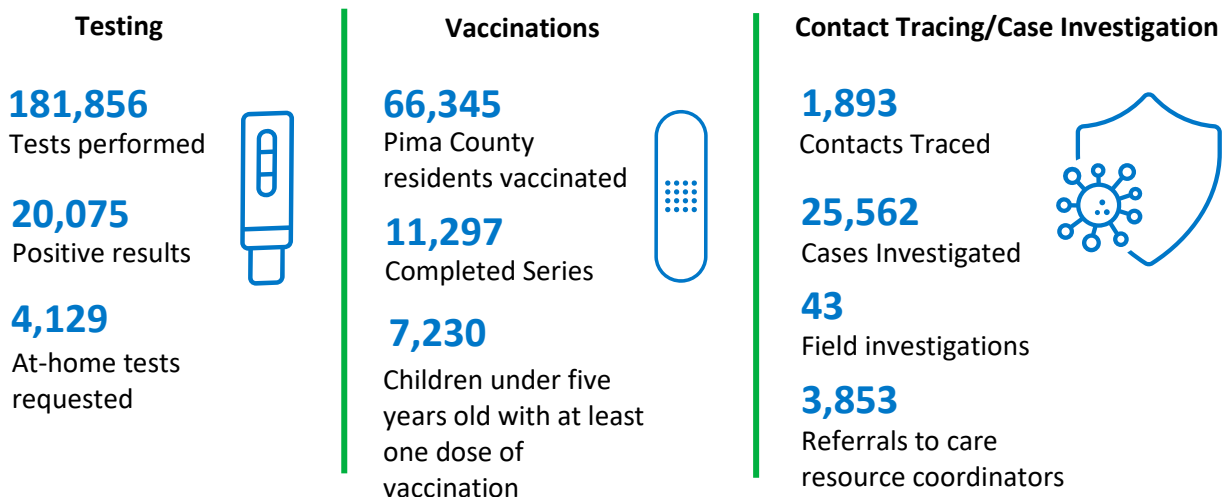 Testing
181,856
Tests performed
20,075
Positive results
4,129
At-home tests
requested
Vaccinations
66,345
Pima County
residents vaccinated
11,297
Completed Series
7,230
Children under five
years old with at least
one dose of
vaccination
Contact Tracing/Case Investigation
1,893
Contacts Traced
25,562
Cases Investigated
43
Field investigations
3,853
Referrals to care
resource coordinators